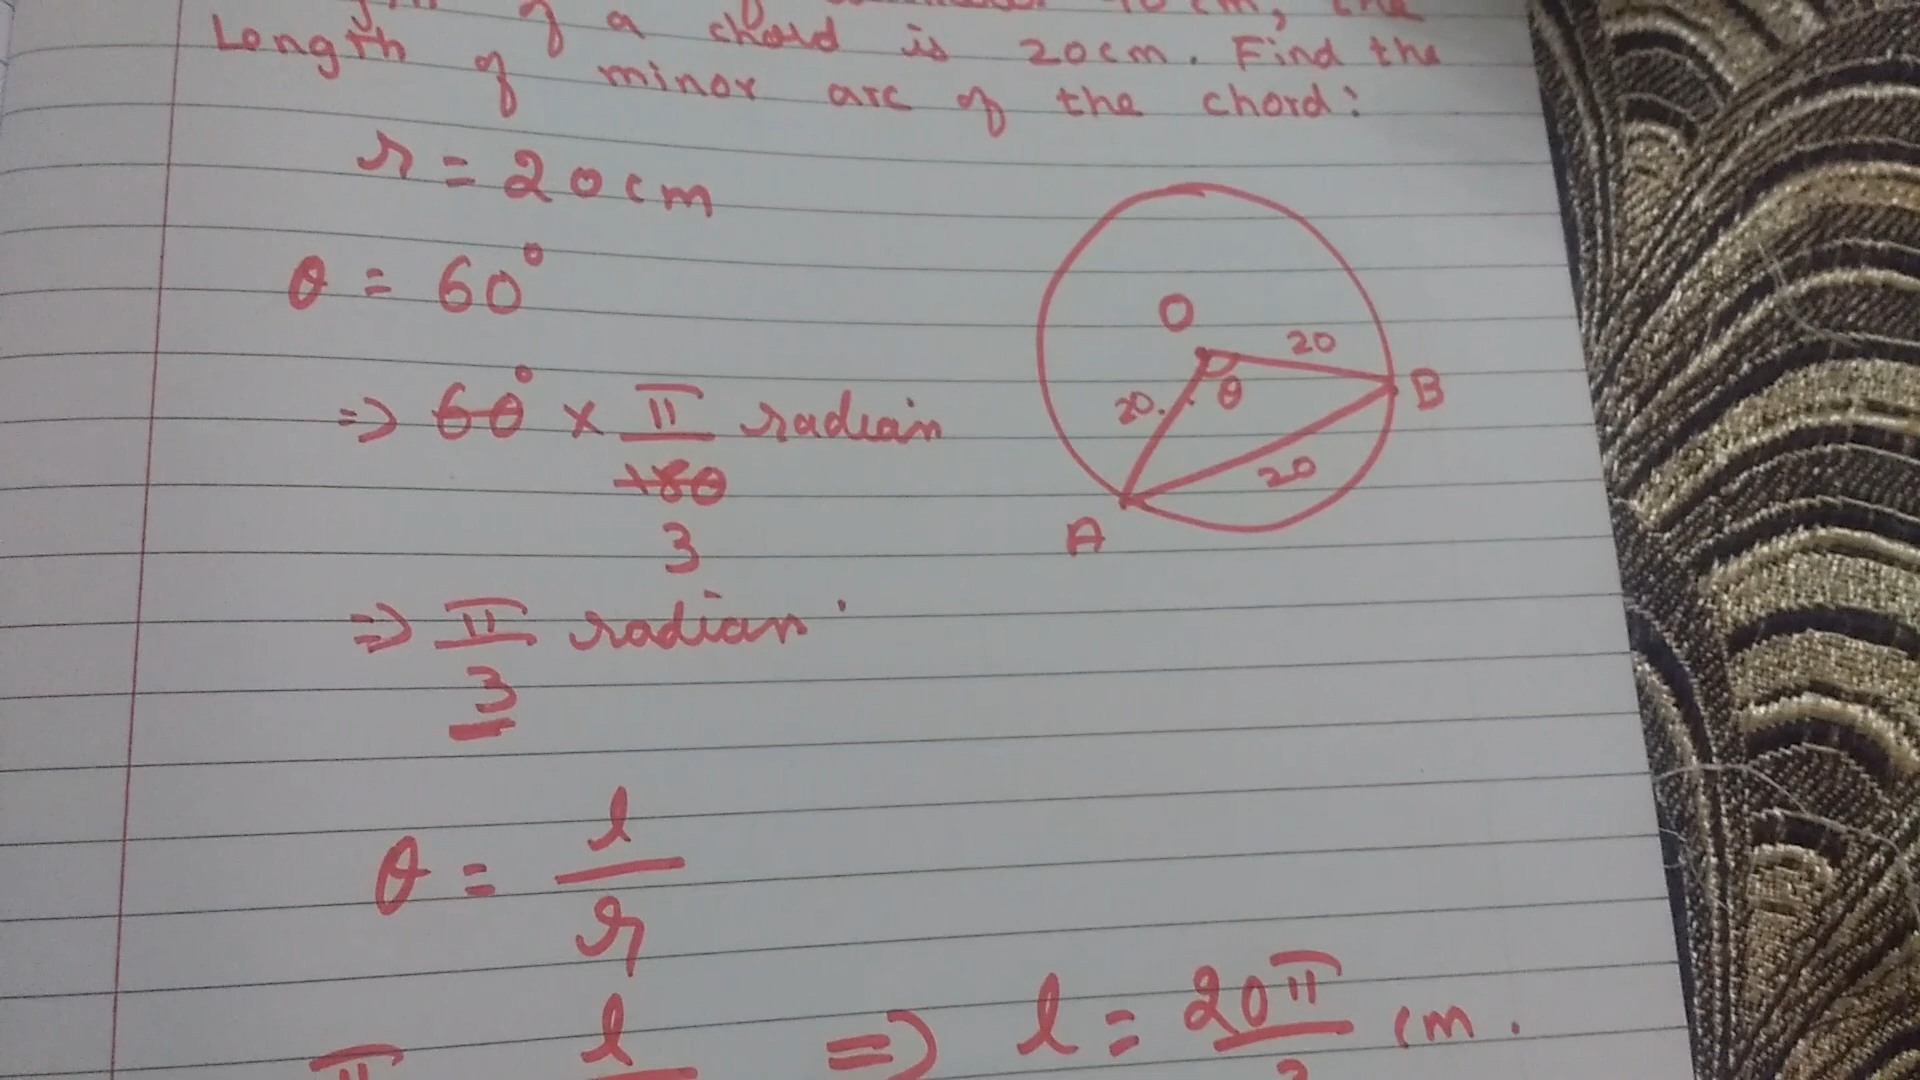 of a chord is 20cm. Find the
Length of minor arc of the chord:
r = 20cm
θ = 60°
⇒ 60° × π radian
180
3
⇒ π radian
3
O
20
20
θ
B
20
A
θ = l
r
π l ⇒ l = 20π cm.